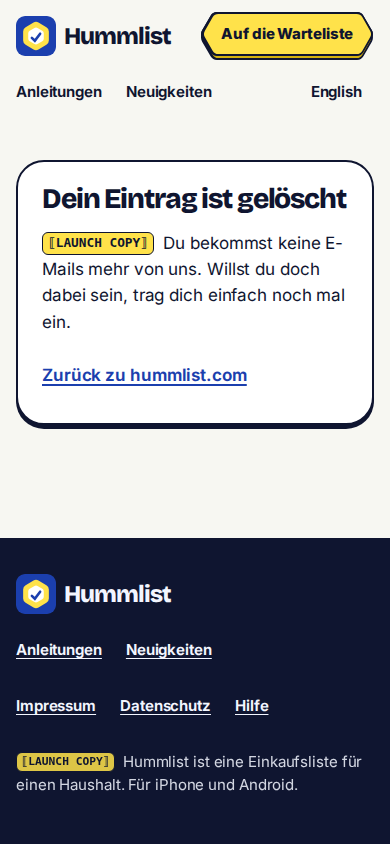 Hummlist
Auf die Warteliste
Anleitungen Neuigkeiten English
Dein Eintrag ist gelöscht
⟦LAUNCH COPY⟧ Du bekommst keine E-
Mails mehr von uns. Willst du doch
dabei sein, trag dich einfach noch mal
ein.
Zurück zu hummlist.com
Hummlist
Anleitungen Neuigkeiten
Impressum Datenschutz Hilfe
⟦LAUNCH COPY⟧ Hummlist ist eine Einkaufsliste für
einen Haushalt. Für iPhone und Android.